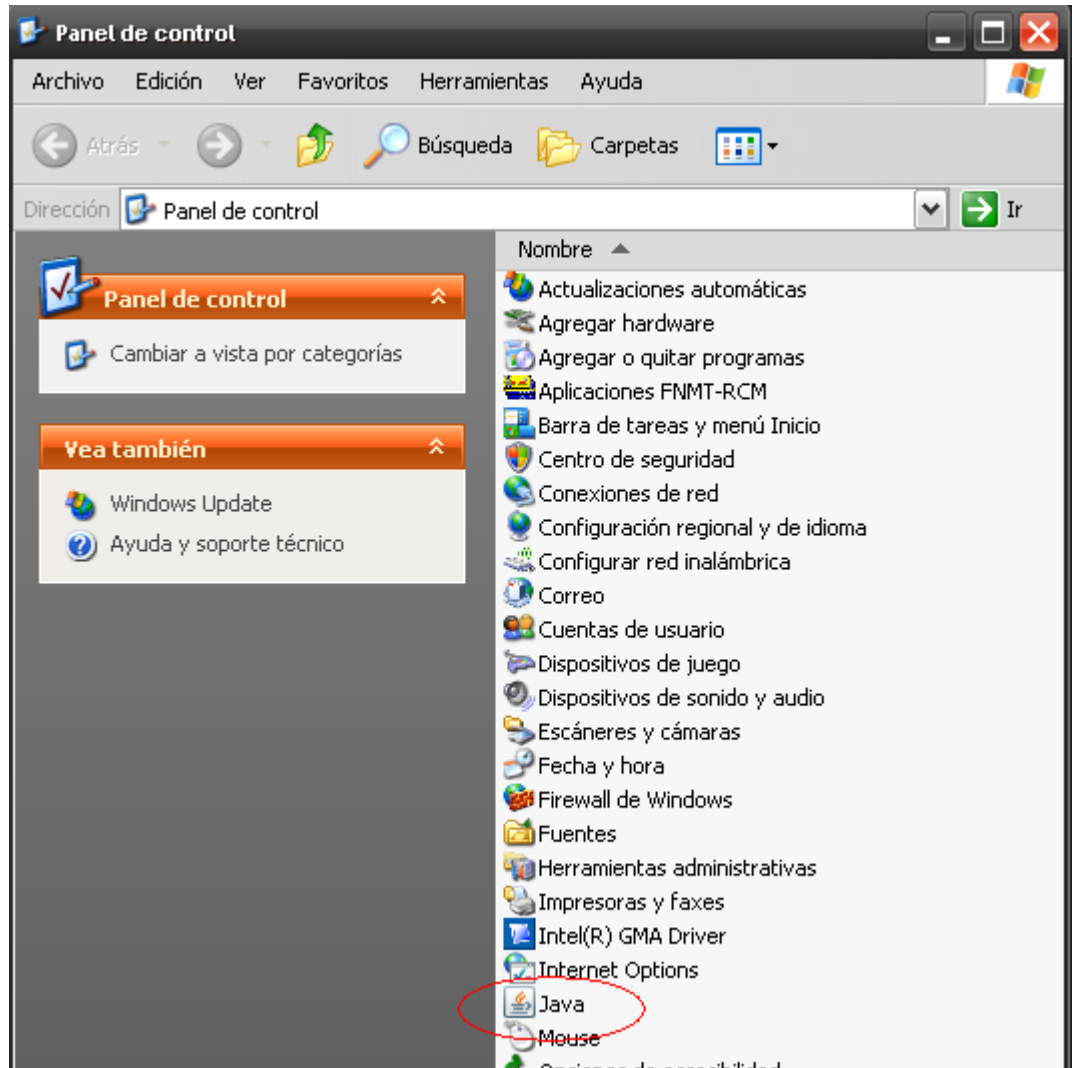 Panel de control
Archivo Edición Ver Favoritos Herramientas Ayuda
Atrás Búsqueda Carpetas
Dirección Panel de control Ir
Panel de control
Cambiar a vista por categorías
Vea también
Windows Update
Ayuda y soporte técnico
Nombre
Actualizaciones automáticas
Agregar hardware
Agregar o quitar programas
Aplicaciones FNMT-RCM
Barra de tareas y menú Inicio
Centro de seguridad
Conexiones de red
Configuración regional y de idioma
Configurar red inalámbrica
Correo
Cuentas de usuario
Dispositivos de juego
Dispositivos de sonido y audio
Escáneres y cámaras
Fecha y hora
Firewall de Windows
Fuentes
Herramientas administrativas
Impresoras y faxes
Intel(R) GMA Driver
Internet Options
Java
Mouse
Opciones de accesibilidad